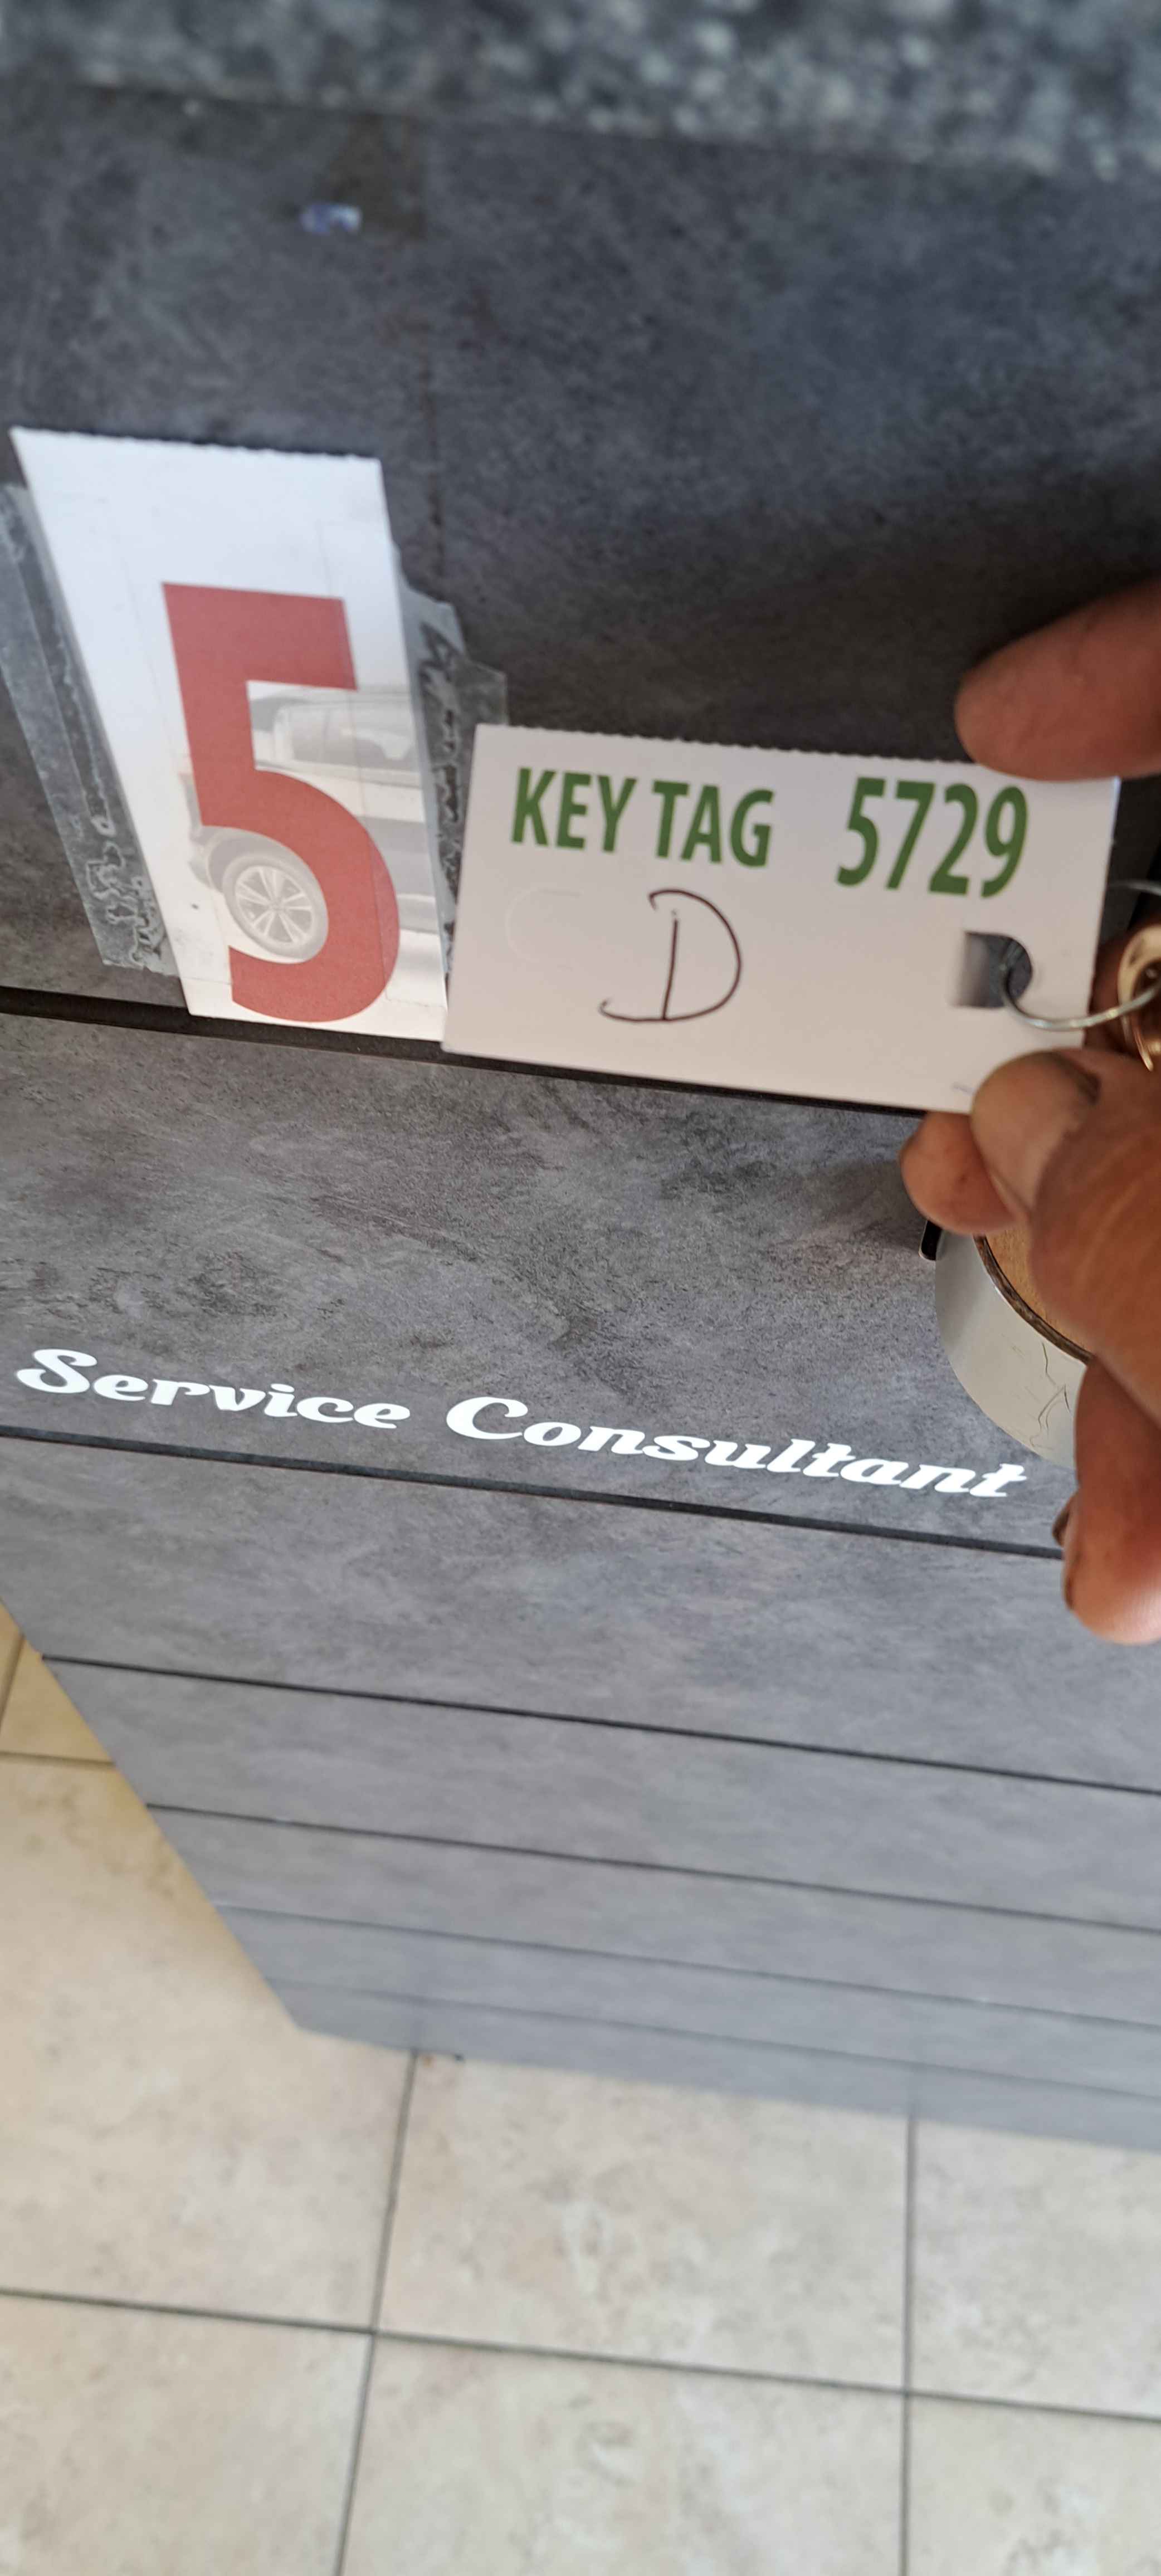 5
KEY TAG 5729
D
Service Consultant